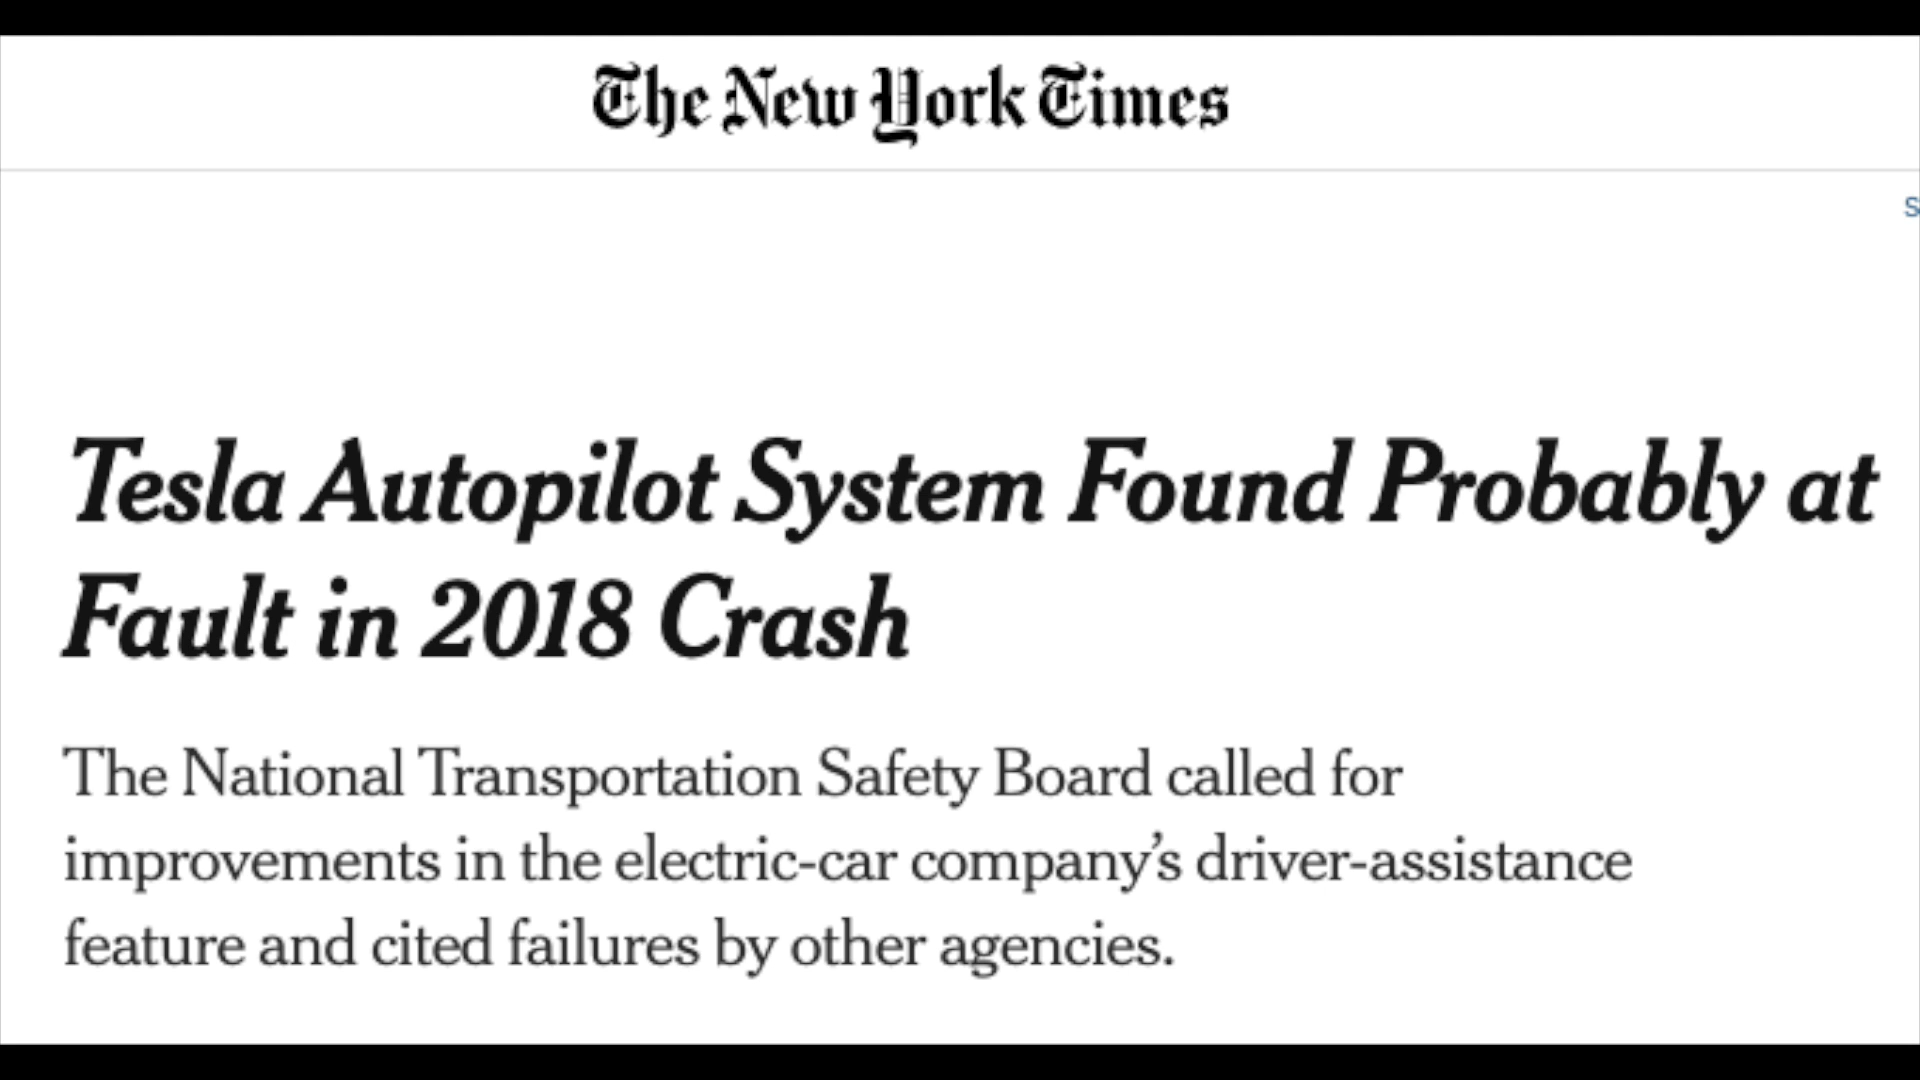 The New York Times
S
Tesla Autopilot System Found Probably at
Fault in 2018 Crash
The National Transportation Safety Board called for
improvements in the electric-car company’s driver-assistance
feature and cited failures by other agencies.